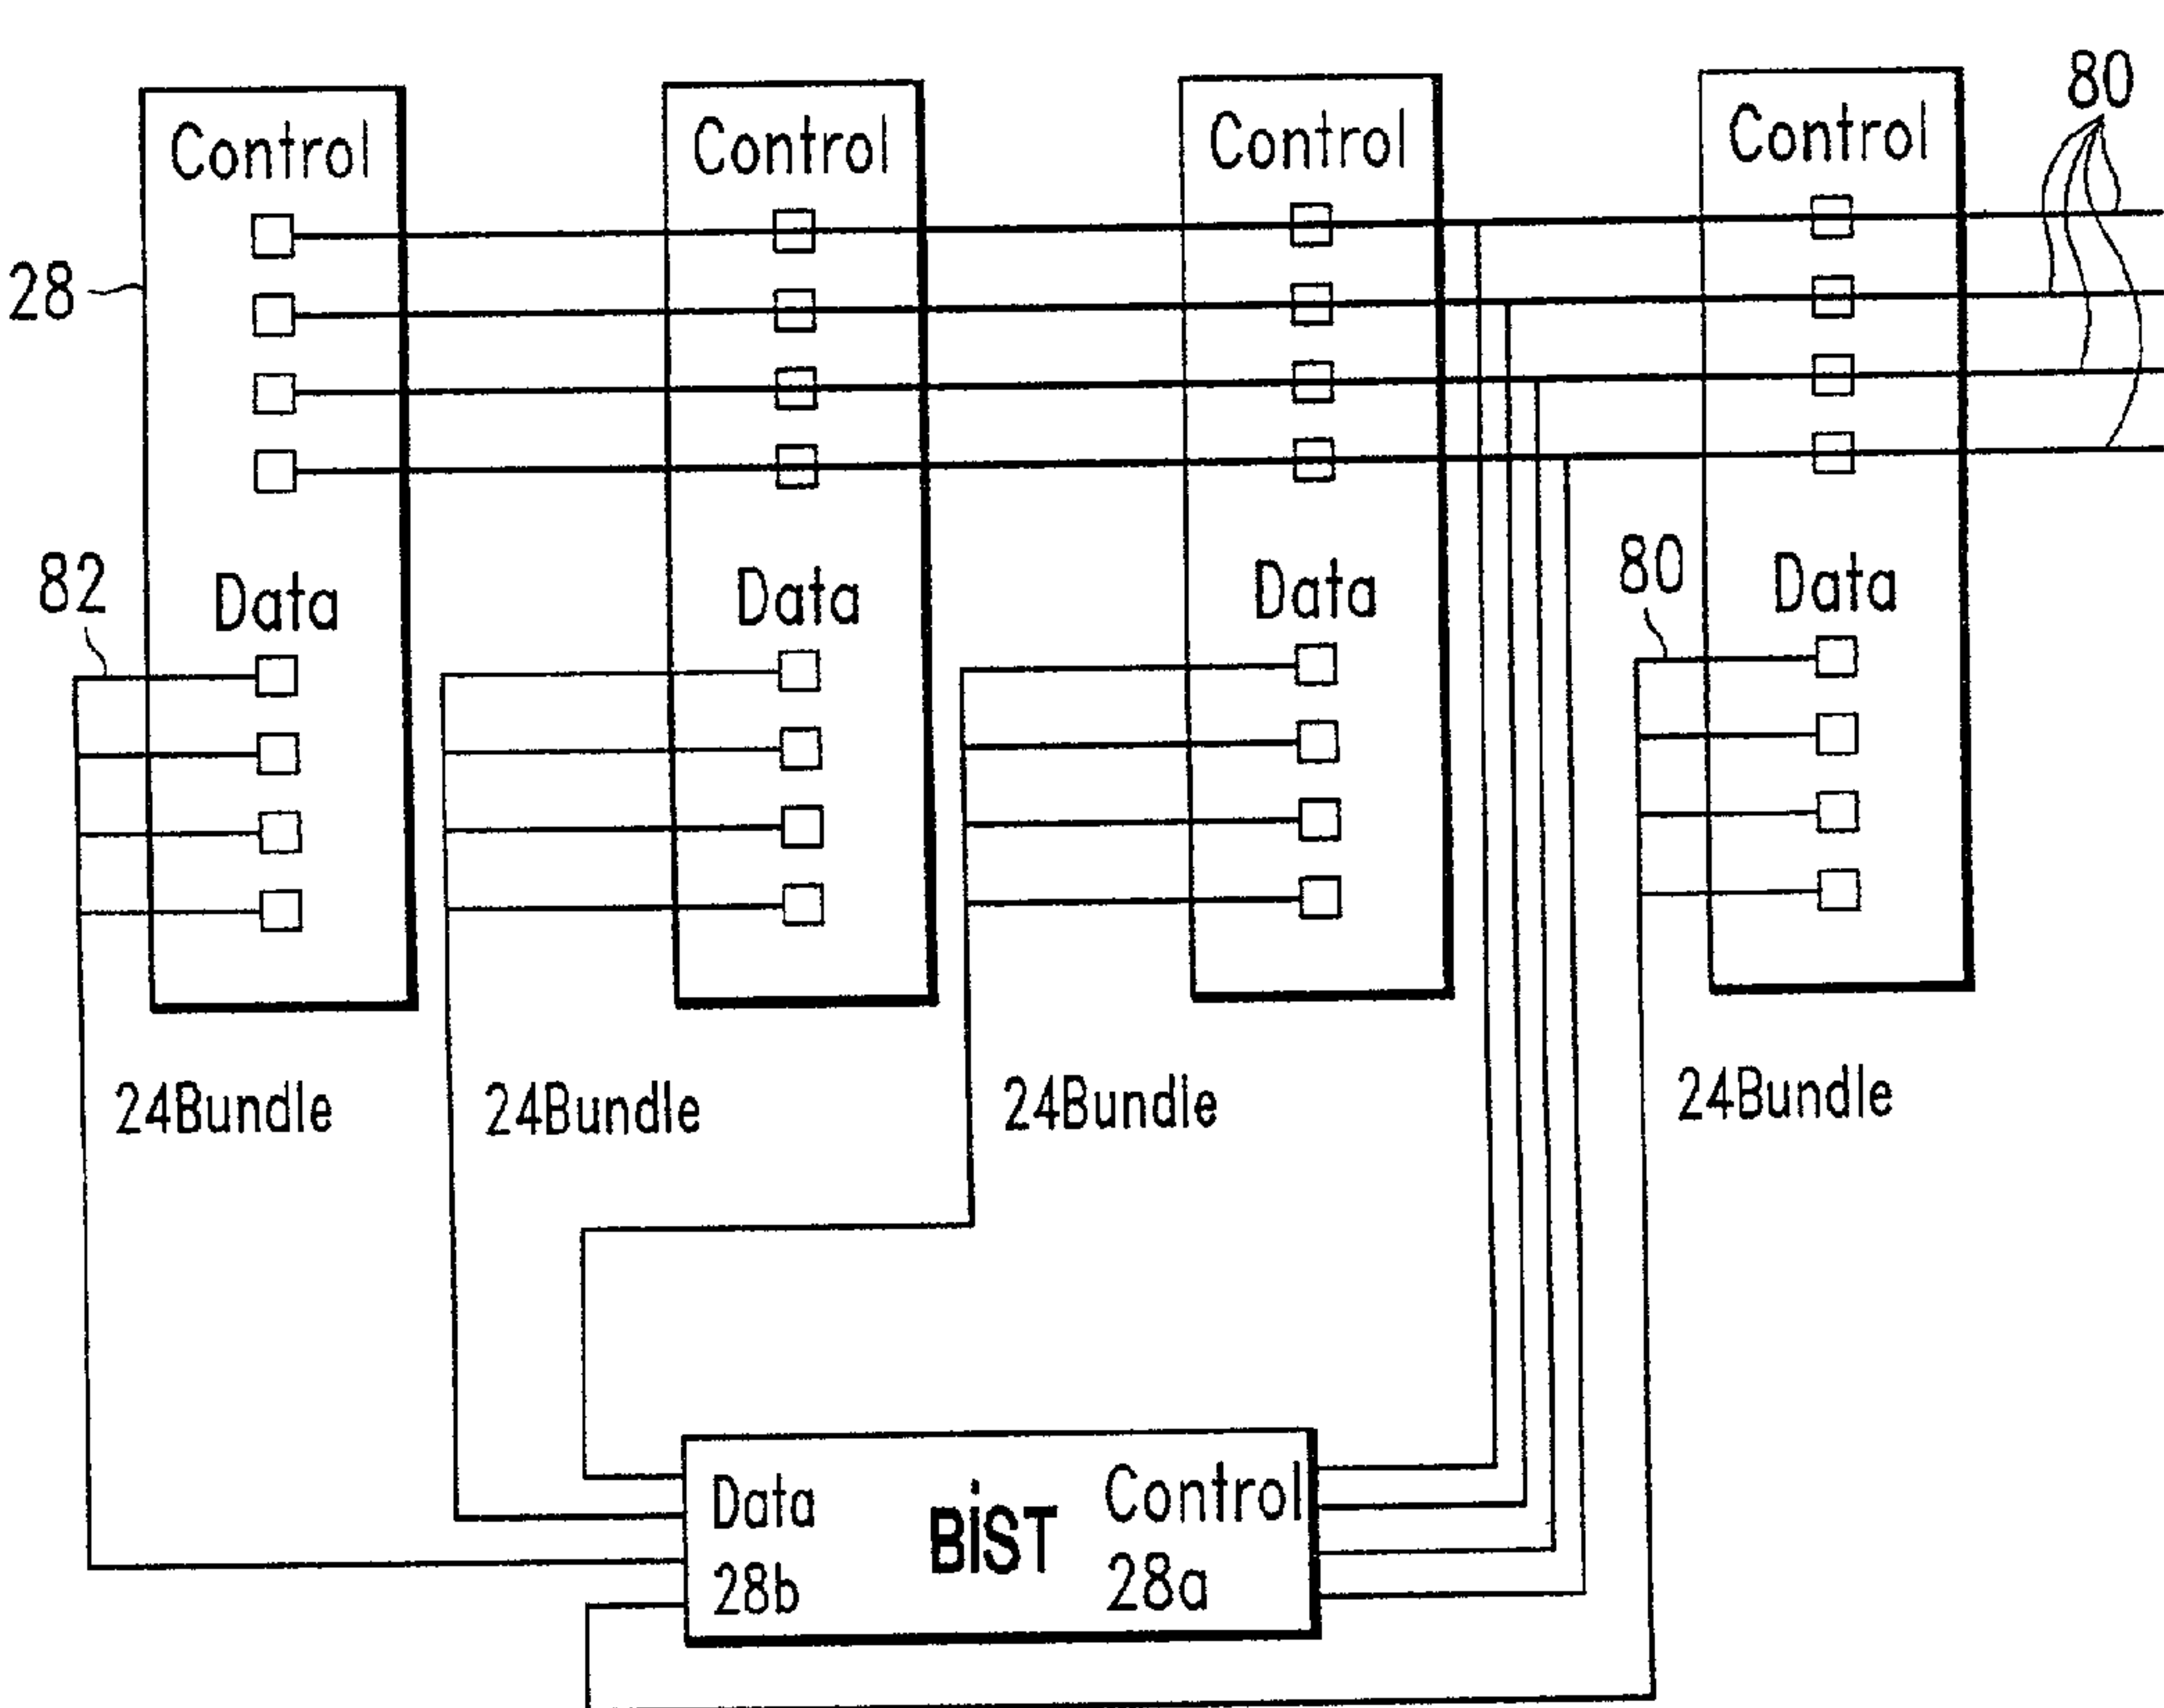 80
Control Control Control Control
28
82
80
Data Data Data Data
24Bundle 24Bundle 24Bundle 24Bundle
Data BiST Control
28b 28a